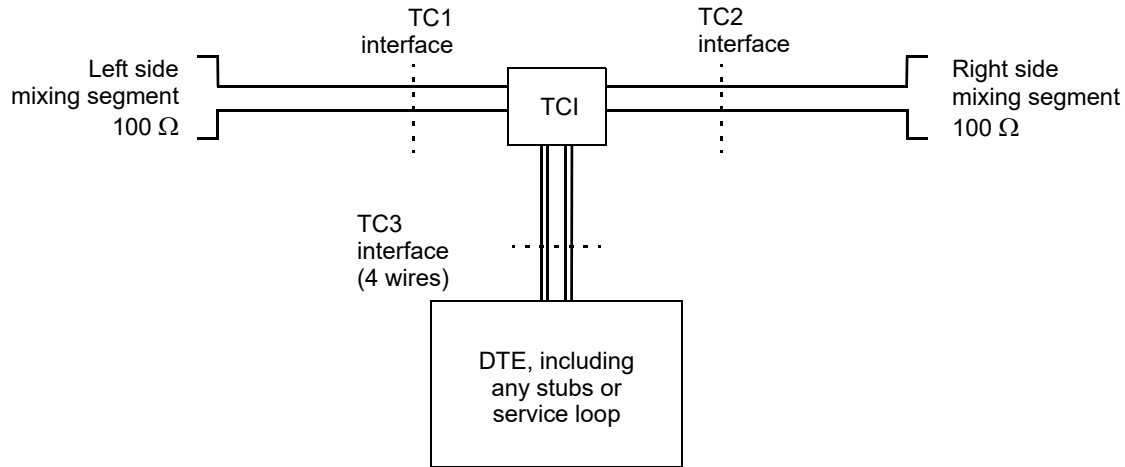 TC1
interface
TC2
interface
Left side
mixing segment
100 Ω
TCI
Right side
mixing segment
100 Ω
TC3
interface
(4 wires)
DTE, including
any stubs or
service loop